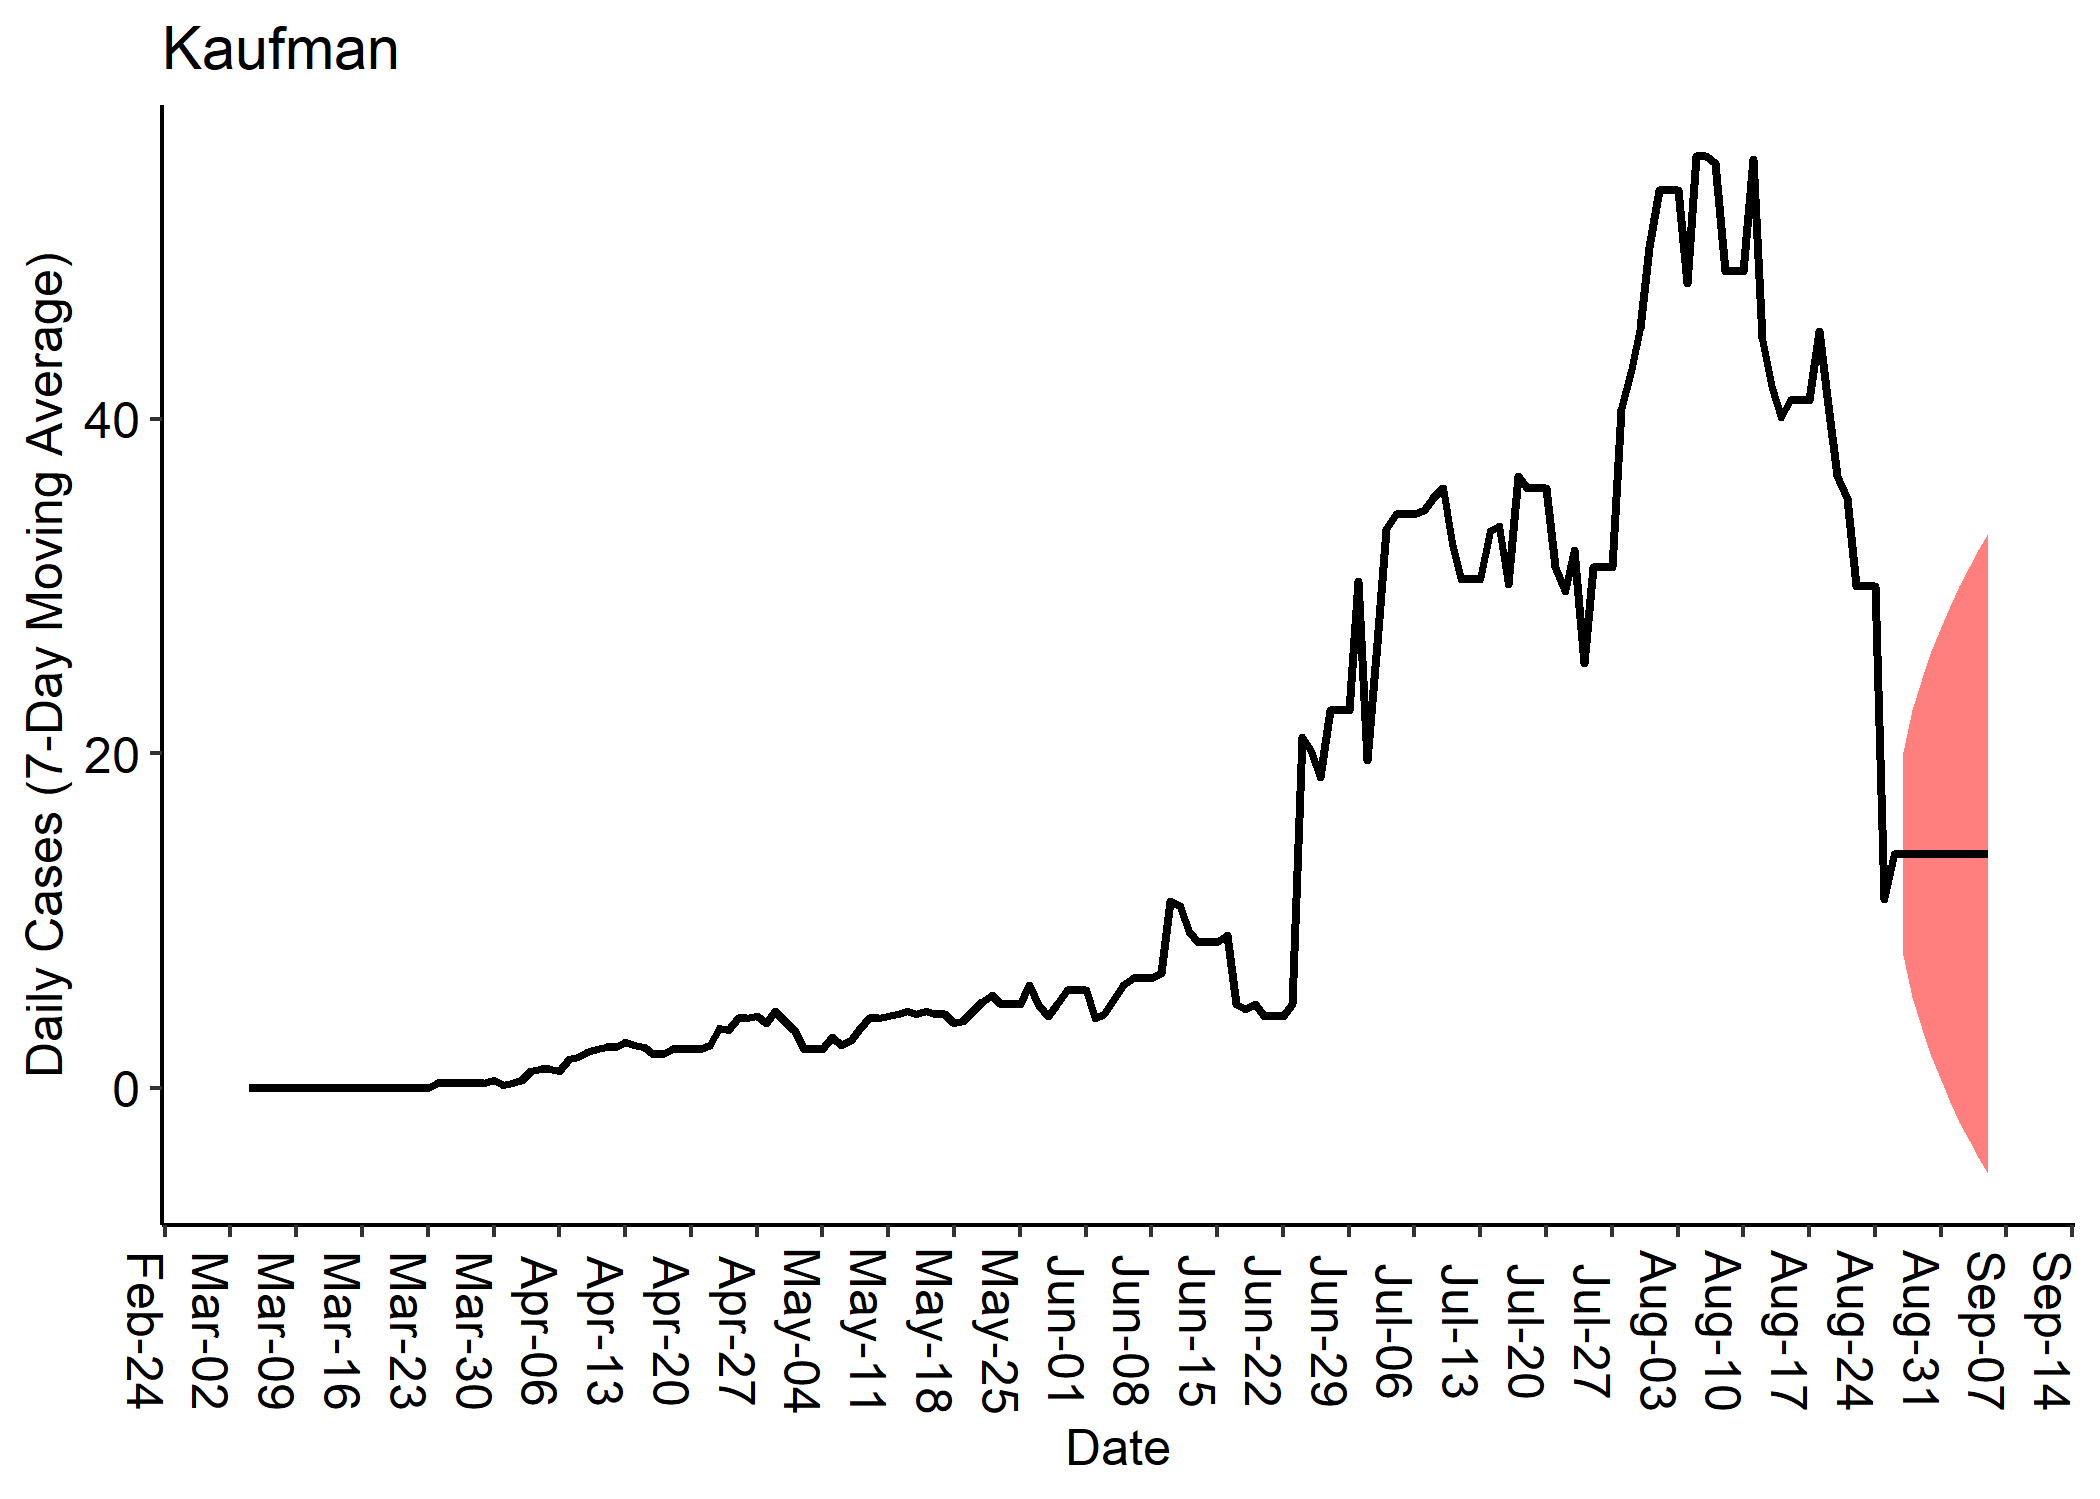 Kaufman
Daily Cases (7-Day Moving Average)
40
20
0
Feb-24
Mar-02
Mar-09
Mar-16
Mar-23
Mar-30
Apr-06
Apr-13
Apr-20
Apr-27
May-04
May-11
May-18
May-25
Jun-01
Jun-08
Jun-15
Jun-22
Jun-29
Jul-06
Jul-13
Jul-20
Jul-27
Aug-03
Aug-10
Aug-17
Aug-24
Aug-31
Sep-07
Sep-14
Date